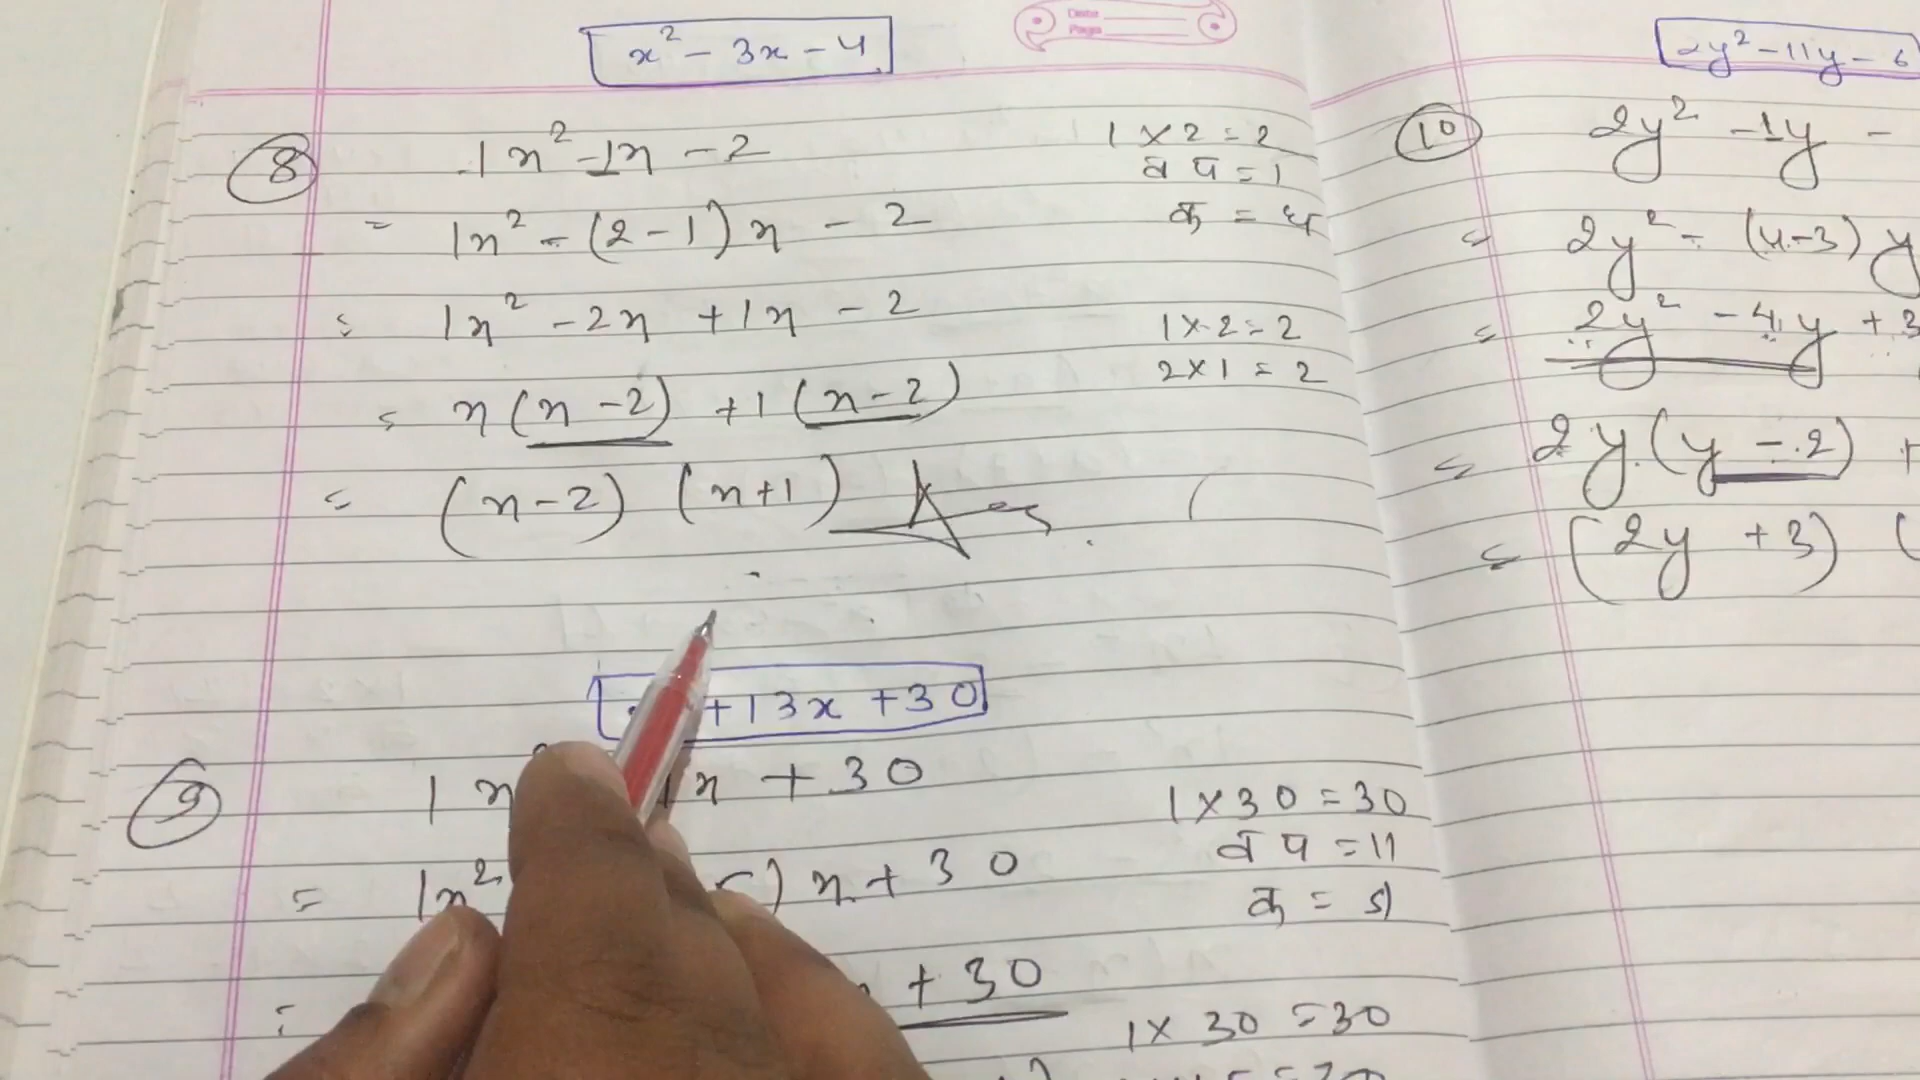 x² - 3x - 4
Date
Page
8
1x² - 1x - 2
1 × 2 = 2
व प = 1
= 1x² - (2 - 1)x - 2
= 1x² - 2x + 1x - 2
1 × 2 = 2
2 × 1 = 2
= x(x - 2) + 1(x - 2)
= (x - 2) (x + 1) Ans
+ 13x + 30
9
1x x + 30
1 × 30 = 30
व प = 11
= 1x² ) x + 30
= + 30
1 × 30 = 30
2y² - 11y - 6
10
2y² - 1y -
= 2y² - (4 - 3) y
= 2y² - 4y + 3
= 2y(y - 2) +
= (2y + 3) (